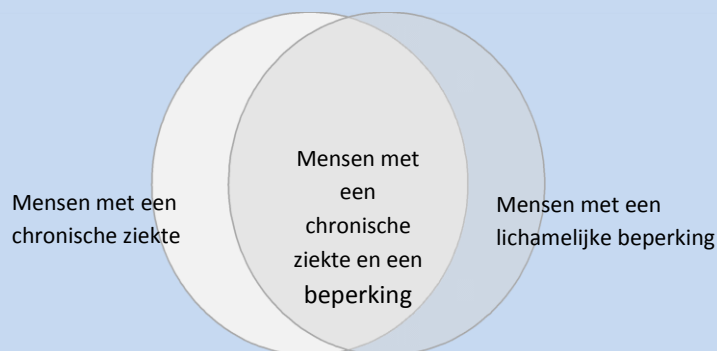 Mensen met een
chronische ziekte
Mensen met
een
chronische
ziekte en een
beperking
Mensen met een
lichamelijke beperking